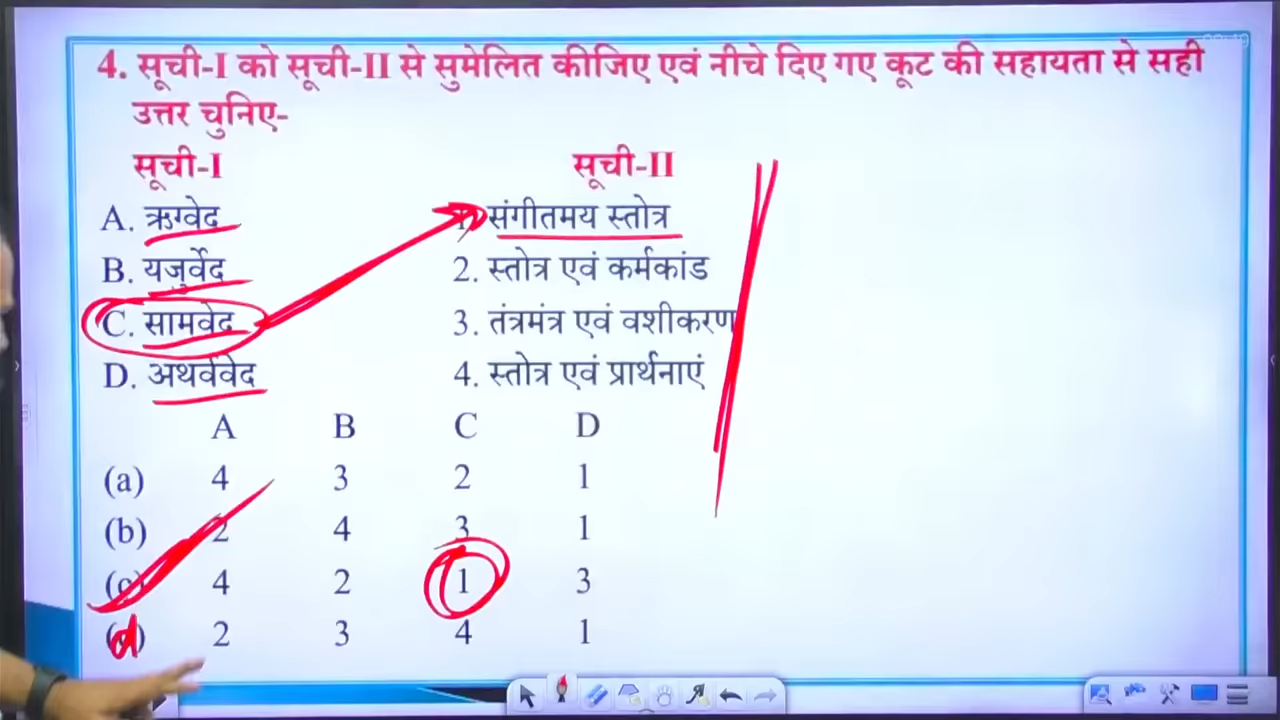 4. सूची-I को सूची-II से सुमेलित कीजिए एवं नीचे दिए गए कूट की सहायता से सही
उत्तर चुनिए-
सूची-I सूची-II
A. ऋग्वेद संगीतमय स्तोत्र
B. यजुर्वेद 2. स्तोत्र एवं कर्मकांड
C. सामवेद 3. तंत्रमंत्र एवं वशीकरण
D. अथर्ववेद 4. स्तोत्र एवं प्रार्थनाएं
A B C D
(a) 4 3 2 1
(b) 2 4 3 1
(c) 4 2 1 3
(d) 2 3 4 1